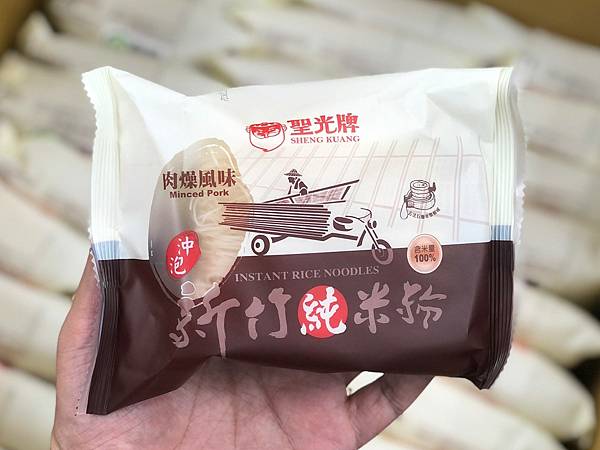 聖光牌
SHENG KUANG
肉燥風味
Minced Pork
沖泡
含米量
100%
INSTANT RICE NOODLES
新竹純米粉